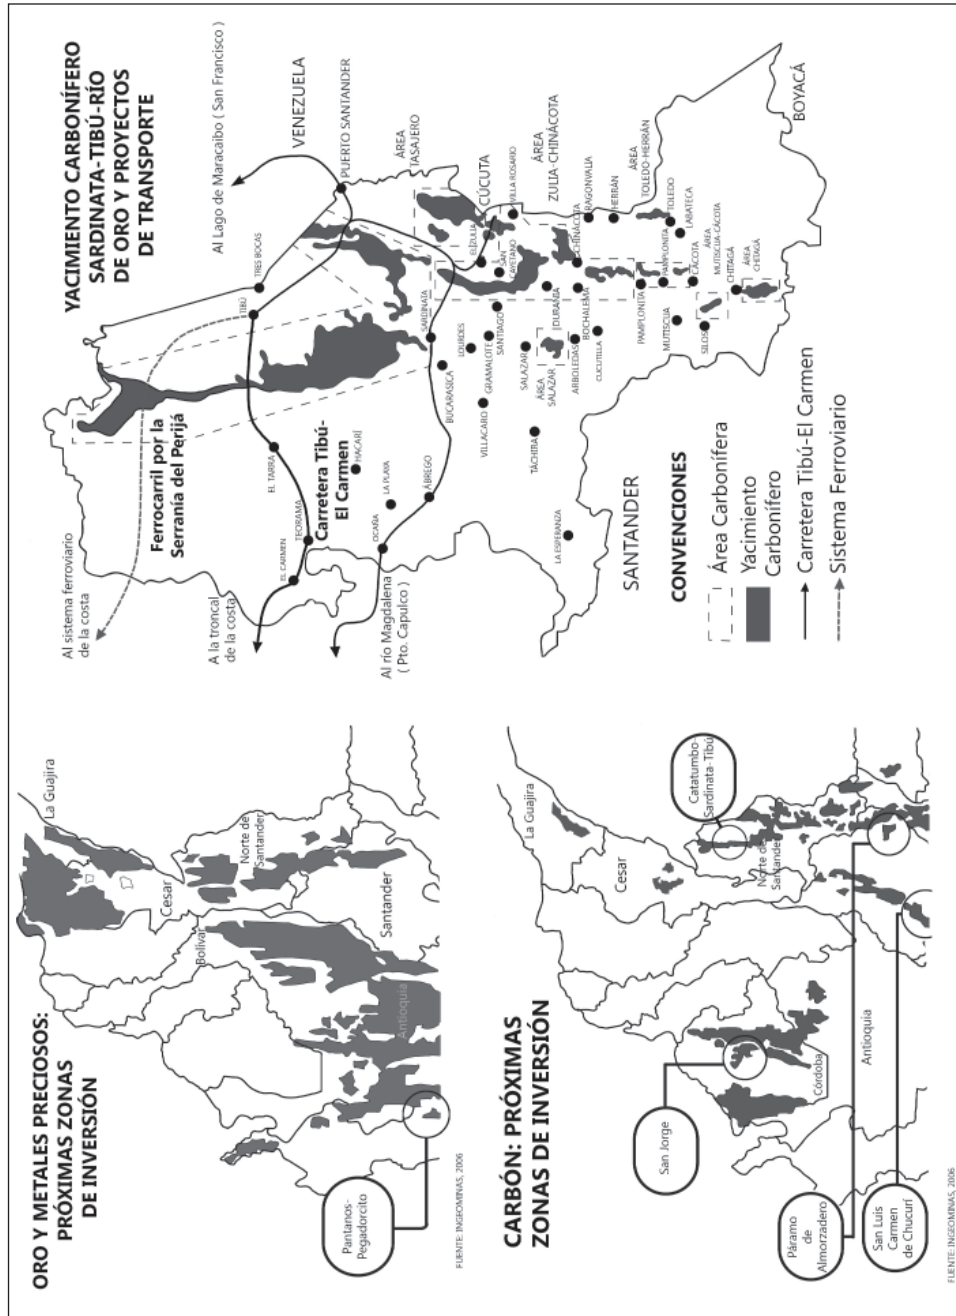 ORO Y METALES PRECIOSOS:
PRÓXIMAS ZONAS
DE INVERSIÓN
La Guajira
Cesar
Bolívar
Norte de
Santander
Santander
Antioquia
Pantanos-
Pegadorcito
FUENTE: INGEOMINAS, 2006
CARBÓN: PRÓXIMAS
ZONAS DE INVERSIÓN
La Guajira
Cesar
Catatumbo-
Sardinata-Tibú
Norte de
Santander
Córdoba
Antioquia
San Jorge
Páramo
de
Almorzadero
San Luis
Carmen
de Chucurí
FUENTE: INGEOMINAS, 2006
YACIMIENTO CARBONÍFERO
SARDINATA-TIBÚ-RÍO
DE ORO Y PROYECTOS
DE TRANSPORTE
Al Lago de Maracaibo ( San Francisco )
VENEZUELA
PUERTO SANTANDER
TRES BOCAS
TIBÚ
Al sistema ferroviario
de la costa
Ferrocarril por la
Serranía del Perijá
A la troncal
de la costa
EL CARMEN
TEORAMA
EL TARRA
Carretera Tibú-
El Carmen
HACARÍ
LA PLAYA
OCAÑA
ÁBREGO
Al río Magdalena
( Pto. Capulco )
ÁREA
TASAJERO
CÚCUTA
VILLA ROSARIO
EL ZULIA
SAN
CAYETANO
SARDINATA
BUCARASICA
LOURDES
GRAMALOTE
SANTIAGO
VILLACARO
SALAZAR
ÁREA
SALAZAR
DURANIA
ARBOLEDAS
BOCHALEMA
CUCUTILLA
TÁCHIRA
LA ESPERANZA
ÁREA
ZULIA-CHINÁCOTA
CHINÁCOTA
RAGONVALIA
HERRÁN
ÁREA
TOLEDO-HERRÁN
TOLEDO
LABATECA
PAMPLONITA
PAMPLONITA
CÁCOTA
MUTISCUA
ÁREA
MUTISCUA-CÁCOTA
SILOS
CHITAGÁ
ÁREA
CHITAGÁ
BOYACÁ
SANTANDER
CONVENCIONES
Área Carbonífera
Yacimiento
Carbonífero
Carretera Tibú-El Carmen
Sistema Ferroviario